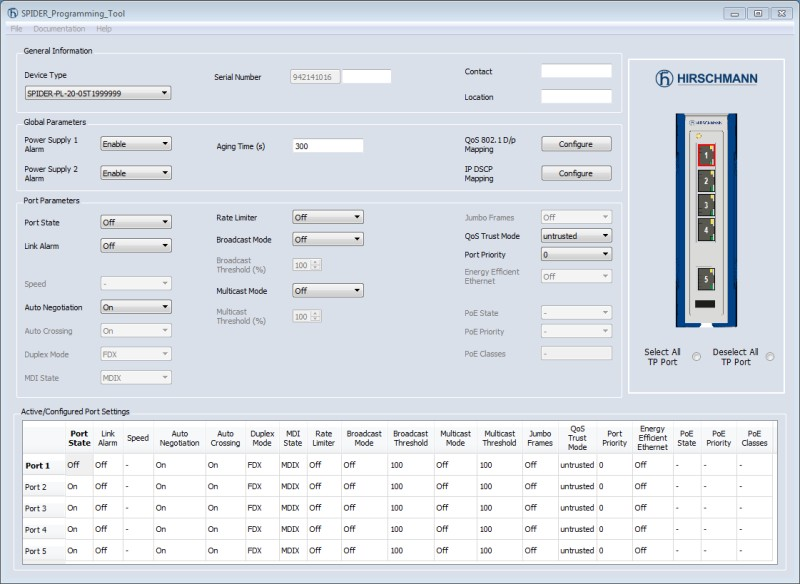 SPIDER_Programming_Tool
File Documentation Help
General Information
Device Type
SPIDER-PL-20-05T1999999
Serial Number
942141016
Contact
Location
Global Parameters
Power Supply 1
Alarm
Enable
Power Supply 2
Alarm
Enable
Aging Time (s)
300
QoS 802.1 D/p
Mapping
Configure
IP DSCP
Mapping
Configure
Port Parameters
Port State
Off
Link Alarm
Off
Speed
-
Auto Negotiation
On
Auto Crossing
On
Duplex Mode
FDX
MDI State
MDIX
Rate Limiter
Off
Broadcast Mode
Off
Broadcast
Threshold (%)
100
Multicast Mode
Off
Multicast
Threshold (%)
100
Jumbo Frames
Off
QoS Trust Mode
untrusted
Port Priority
0
Energy Efficient
Ethernet
Off
PoE State
-
PoE Priority
-
PoE Classes
-
HIRSCHMANN
HIRSCHMANN
1
2
3
4
5
Select All
TP Port
Deselect All
TP Port
Active/Configured Port Settings
Port State Link Alarm Speed Auto Negotiation Auto Crossing Duplex Mode MDI State Rate Limiter Broadcast Mode Broadcast Threshold Multicast Mode Multicast Threshold Jumbo Frames QoS Trust Mode Port Priority Energy Efficient Ethernet PoE State PoE Priority PoE Classes
Port 1 Off Off - On On FDX MDIX Off Off 100 Off 100 Off untrusted 0 Off - - -
Port 2 On Off - On On FDX MDIX Off Off 100 Off 100 Off untrusted 0 Off - - -
Port 3 On Off - On On FDX MDIX Off Off 100 Off 100 Off untrusted 0 Off - - -
Port 4 On Off - On On FDX MDIX Off Off 100 Off 100 Off untrusted 0 Off - - -
Port 5 On Off - On On FDX MDIX Off Off 100 Off 100 Off untrusted 0 Off - - -